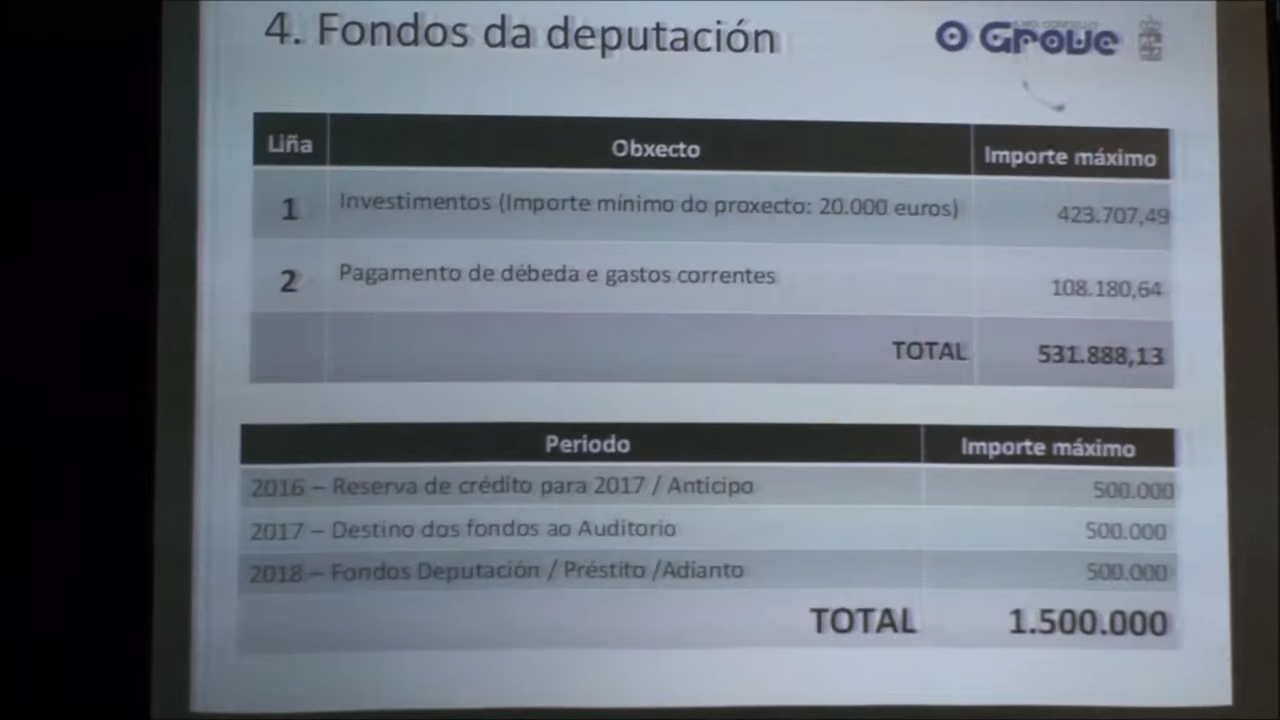 4. Fondos da deputación
O Grove
Liña Obxecto Importe máximo
1 Investimentos (Importe mínimo do proxecto: 20.000 euros) 423.707,49
2 Pagamento de débeda e gastos correntes 108.180,64
TOTAL 531.888,13
Periodo Importe máximo
2016 – Reserva de crédito para 2017 / Anticipo 500.000
2017 – Destino dos fondos ao Auditorio 500.000
2018 – Fondos Deputación / Préstito /Adianto 500.000
TOTAL 1.500.000